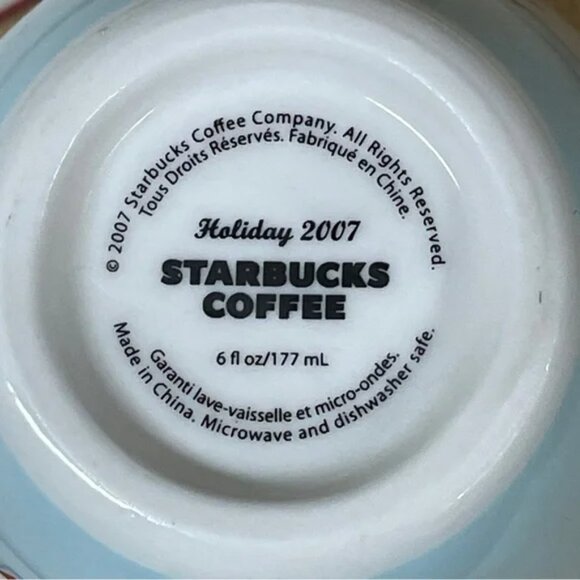 © 2007 Starbucks Coffee Company. All Rights Reserved.
Tous Droits Réservés. Fabriqué en Chine.
Holiday 2007
STARBUCKS
COFFEE
6 fl oz/177 mL
Garanti lave-vaisselle et micro-ondes.
Made in China. Microwave and dishwasher safe.